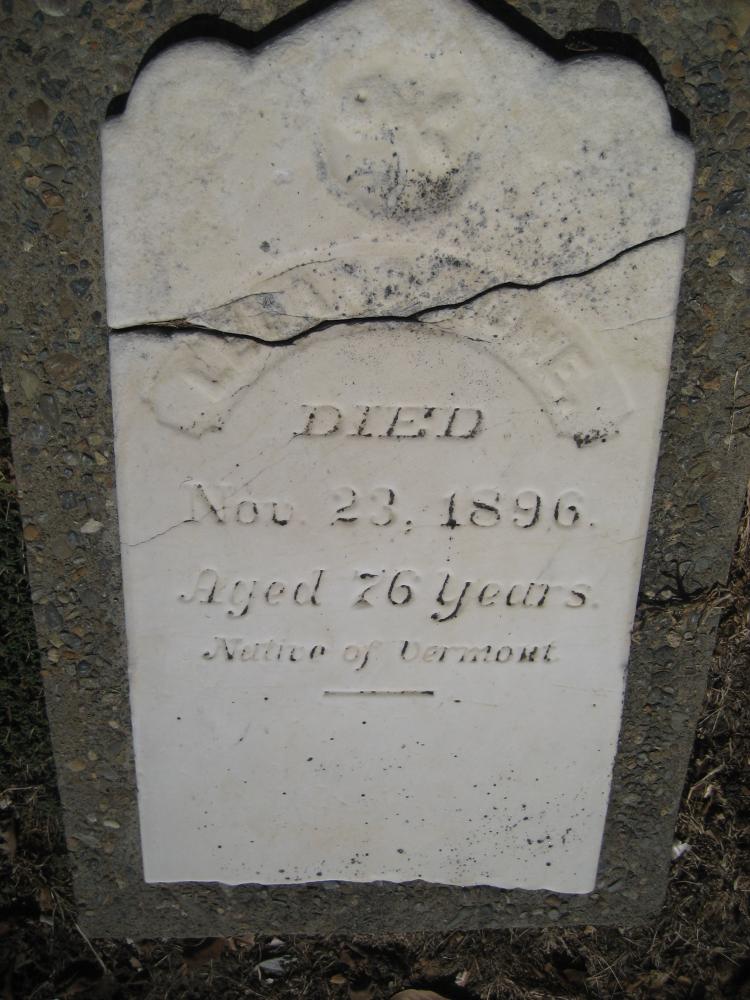 DIED
Nov. 23, 1896.
Aged 76 Years.
Native of Vermont